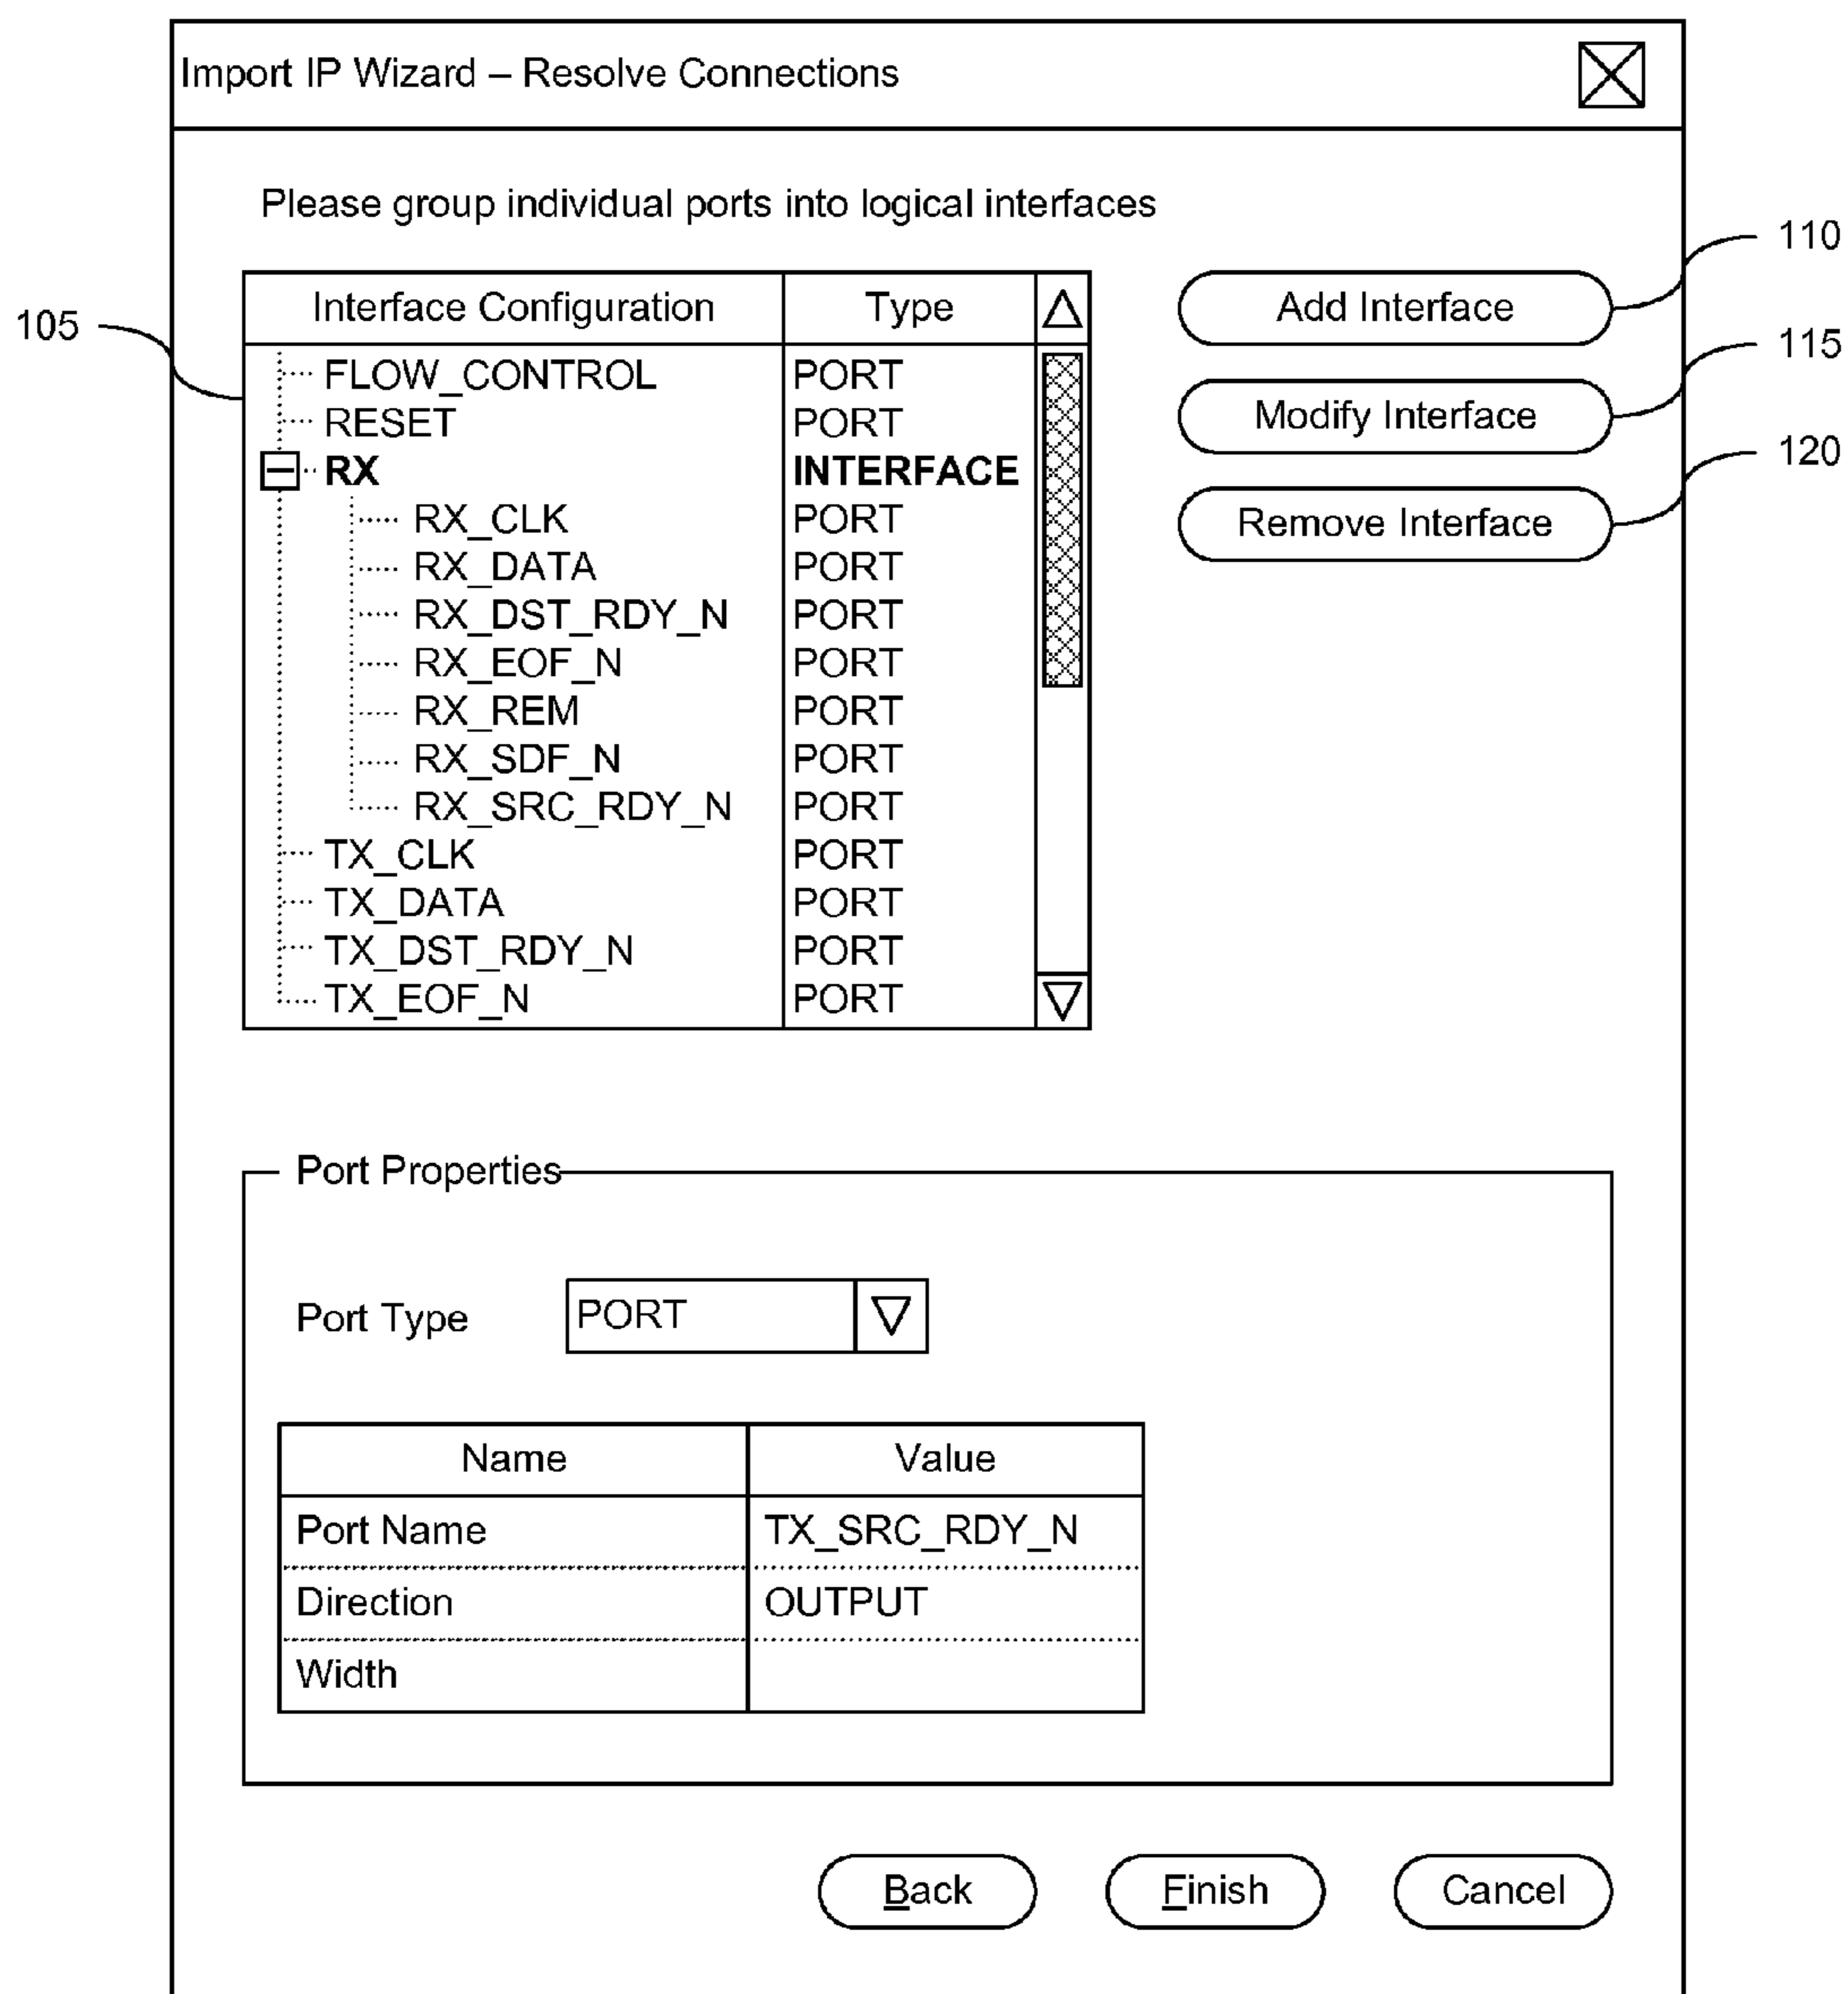 Import IP Wizard – Resolve Connections
Please group individual ports into logical interfaces
110
Interface Configuration Type
Add Interface
105
115
FLOW_CONTROL PORT
Modify Interface
RESET PORT
120
RX INTERFACE
Remove Interface
RX_CLK PORT
RX_DATA PORT
RX_DST_RDY_N PORT
RX_EOF_N PORT
RX_REM PORT
RX_SDF_N PORT
RX_SRC_RDY_N PORT
TX_CLK PORT
TX_DATA PORT
TX_DST_RDY_N PORT
TX_EOF_N PORT
Port Properties
Port Type PORT
Name Value
Port Name TX_SRC_RDY_N
Direction OUTPUT
Width
Back Finish Cancel